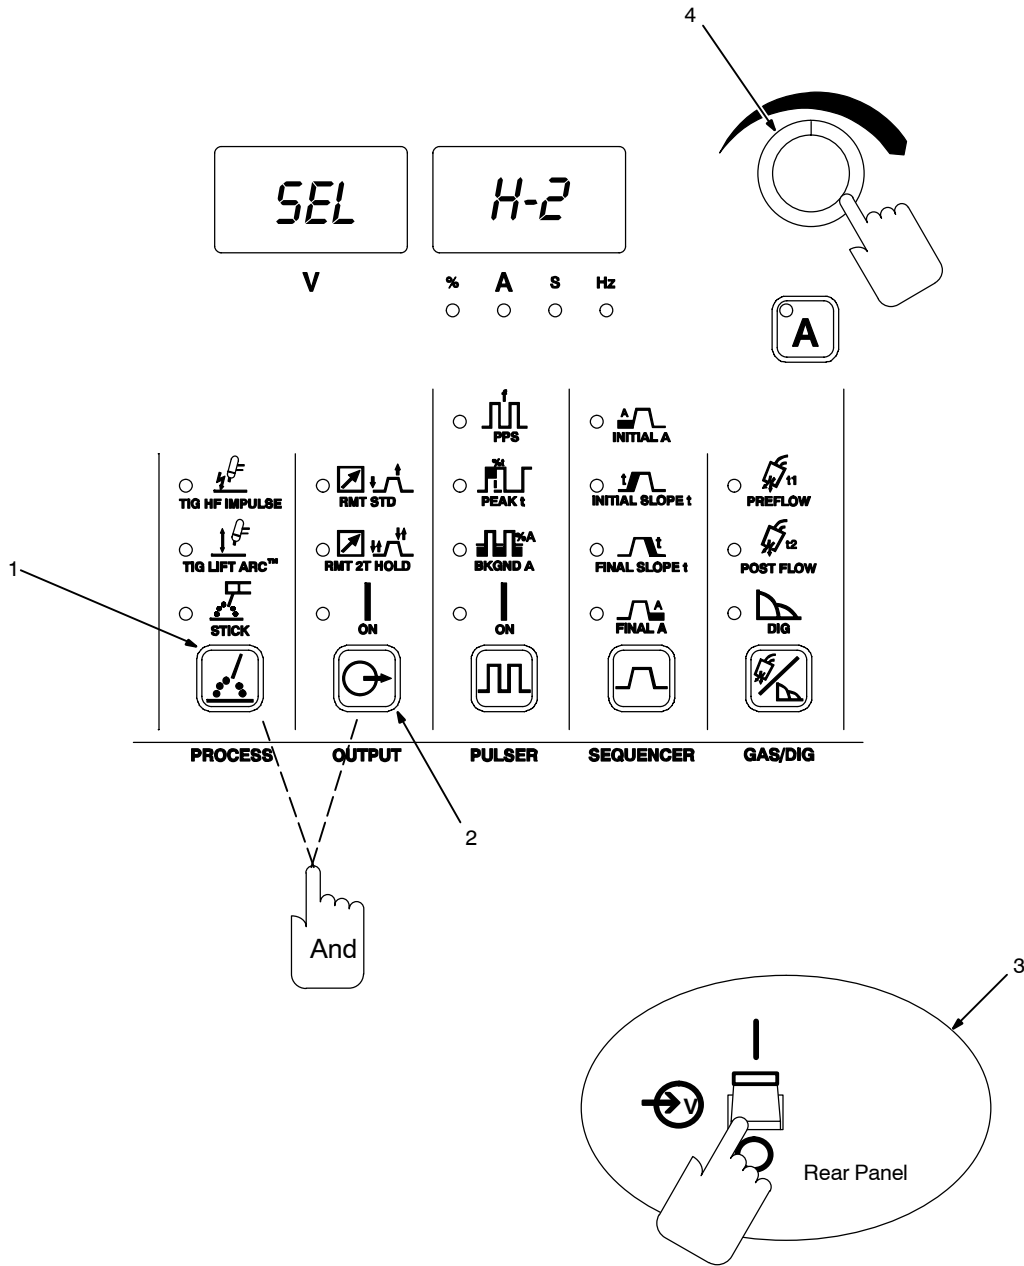 4
SEL H-2
V
% A S Hz
A
f
PPS
A
INITIAL A
TIG HF IMPULSE
RMT STD
%t
PEAK t
t
INITIAL SLOPE t
t1
PREFLOW
1
TIG LIFT ARC™
RMT 2T HOLD
%A
BKGND A
t
FINAL SLOPE t
t2
POST FLOW
STICK
ON
ON
A
FINAL A
DIG
PROCESS OUTPUT PULSER SEQUENCER GAS/DIG
2
And
3
V
Rear Panel